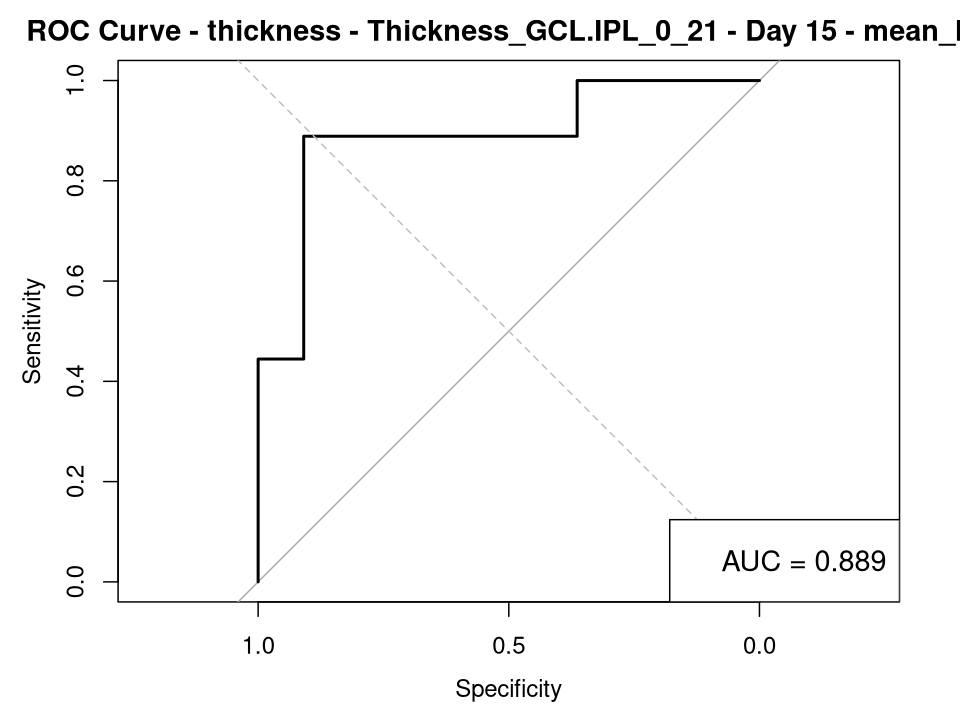 ROC Curve - thickness - Thickness_GCL.IPL_0_21 - Day 15 - mean_
1.0
0.8
0.6
0.4
0.2
0.0
Sensitivity
AUC = 0.889
1.0 0.5 0.0
Specificity